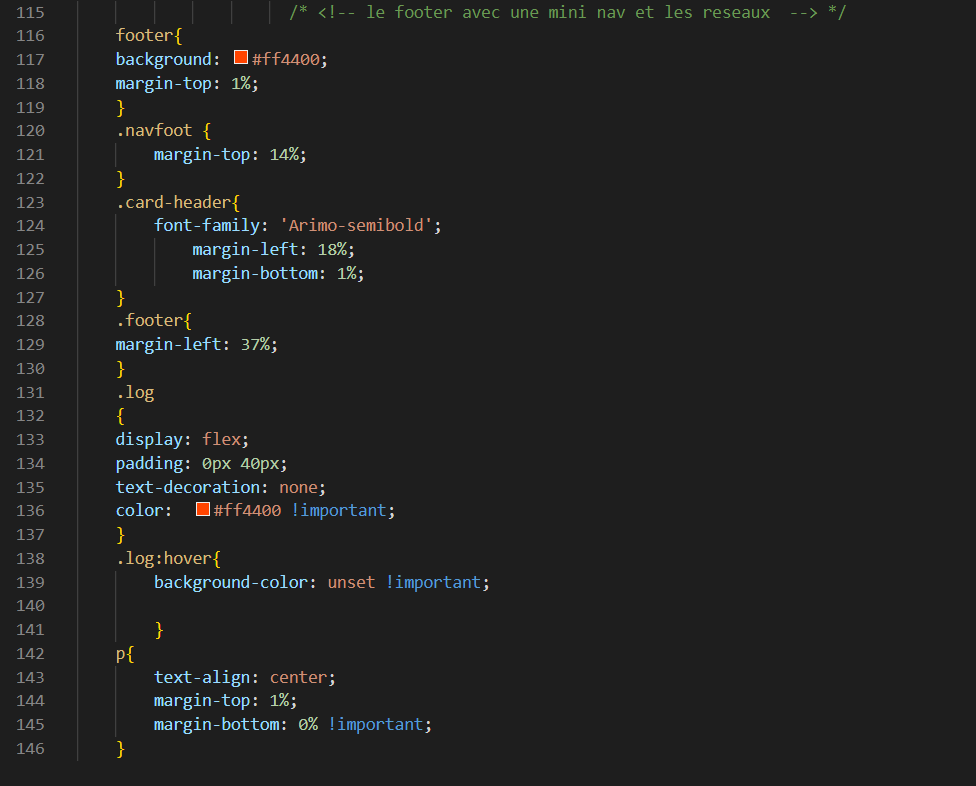 115 /* <!-- le footer avec une mini nav et les reseaux --> */
116 footer{
117 background: #ff4400;
118 margin-top: 1%;
119 }
120 .navfoot {
121 margin-top: 14%;
122 }
123 .card-header{
124 font-family: 'Arimo-semibold';
125 margin-left: 18%;
126 margin-bottom: 1%;
127 }
128 .footer{
129 margin-left: 37%;
130 }
131 .log
132 {
133 display: flex;
134 padding: 0px 40px;
135 text-decoration: none;
136 color: #ff4400 !important;
137 }
138 .log:hover{
139 background-color: unset !important;
140
141 }
142 p{
143 text-align: center;
144 margin-top: 1%;
145 margin-bottom: 0% !important;
146 }